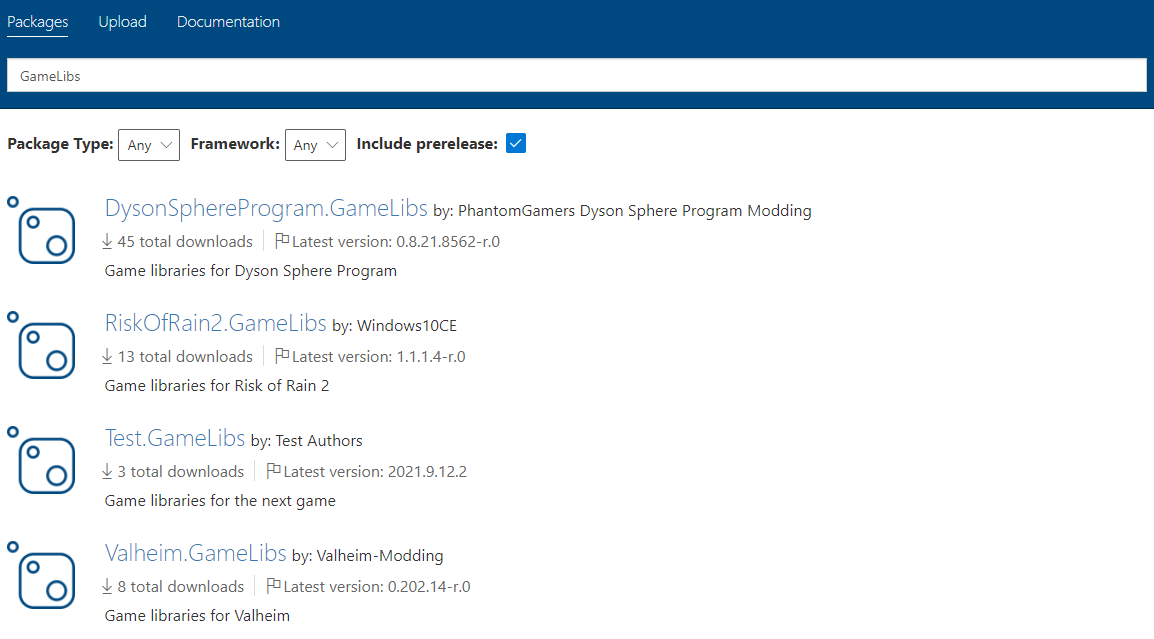 Packages Upload Documentation
GameLibs
Package Type: Any Framework: Any Include prerelease:
DysonSphereProgram.GameLibs by: PhantomGamers Dyson Sphere Program Modding
45 total downloads Latest version: 0.8.21.8562-r.0
Game libraries for Dyson Sphere Program
RiskOfRain2.GameLibs by: Windows10CE
13 total downloads Latest version: 1.1.1.4-r.0
Game libraries for Risk of Rain 2
Test.GameLibs by: Test Authors
3 total downloads Latest version: 2021.9.12.2
Game libraries for the next game
Valheim.GameLibs by: Valheim-Modding
8 total downloads Latest version: 0.202.14-r.0
Game libraries for Valheim